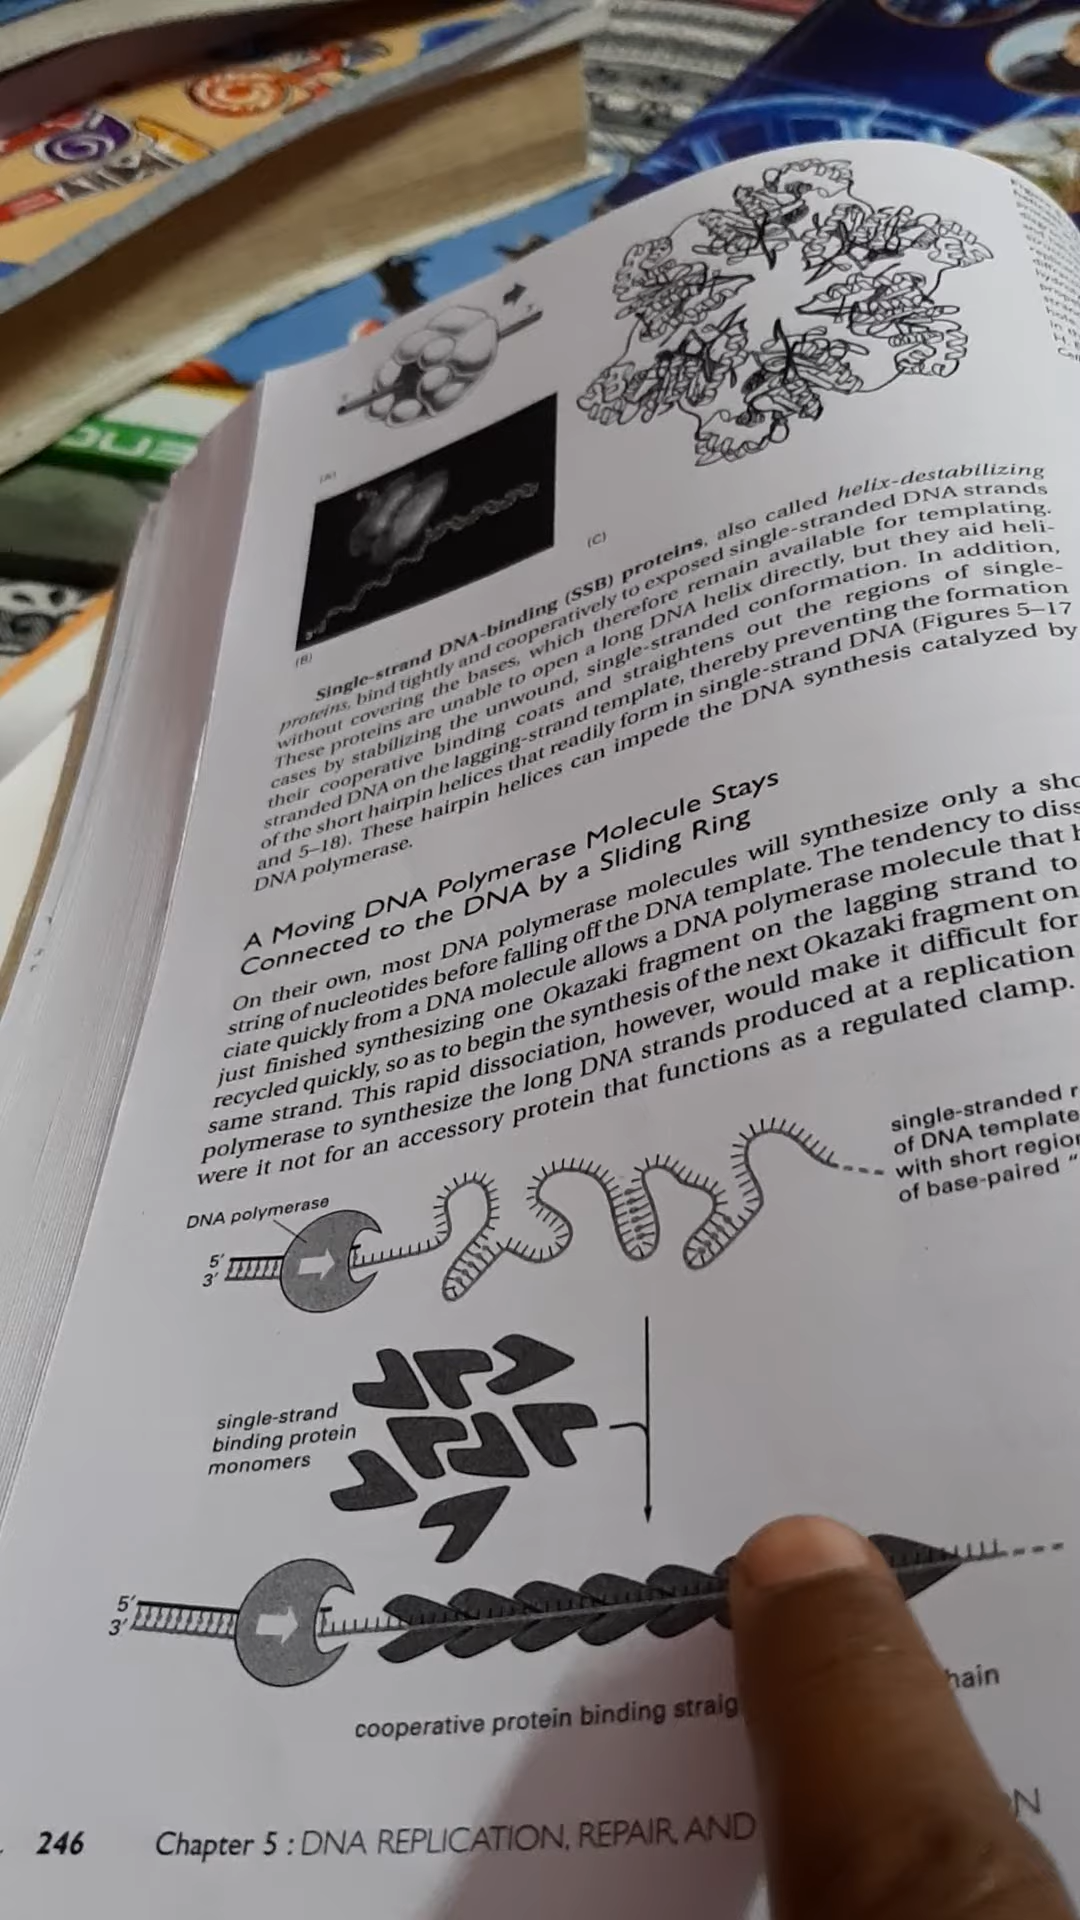 (A)
(B)
(C)
Single-strand DNA-binding (SSB) proteins, also called helix-destabilizing
proteins, bind tightly and cooperatively to exposed single-stranded DNA strands
without covering the bases, which therefore remain available for templating.
These proteins are unable to open a long DNA helix directly, but they aid heli-
cases by stabilizing the unwound, single-stranded conformation. In addition,
their cooperative binding coats and straightens out the regions of single-
stranded DNA on the lagging-strand template, thereby preventing the formation
of the short hairpin helices that readily form in single-strand DNA (Figures 5–17
and 5–18). These hairpin helices can impede the DNA synthesis catalyzed by
DNA polymerase.
A Moving DNA Polymerase Molecule Stays
Connected to the DNA by a Sliding Ring
On their own, most DNA polymerase molecules will synthesize only a sho
string of nucleotides before falling off the DNA template. The tendency to diss
ciate quickly from a DNA molecule allows a DNA polymerase molecule that h
just finished synthesizing one Okazaki fragment on the lagging strand to
recycled quickly, so as to begin the synthesis of the next Okazaki fragment on
same strand. This rapid dissociation, however, would make it difficult for
polymerase to synthesize the long DNA strands produced at a replication
were it not for an accessory protein that functions as a regulated clamp.
single-stranded r
of DNA template
with short region
of base-paired "
DNA polymerase
5′
3′
single-strand
binding protein
monomers
5′
3′
cooperative protein binding straig hain
246 Chapter 5 : DNA REPLICATION, REPAIR, AND N